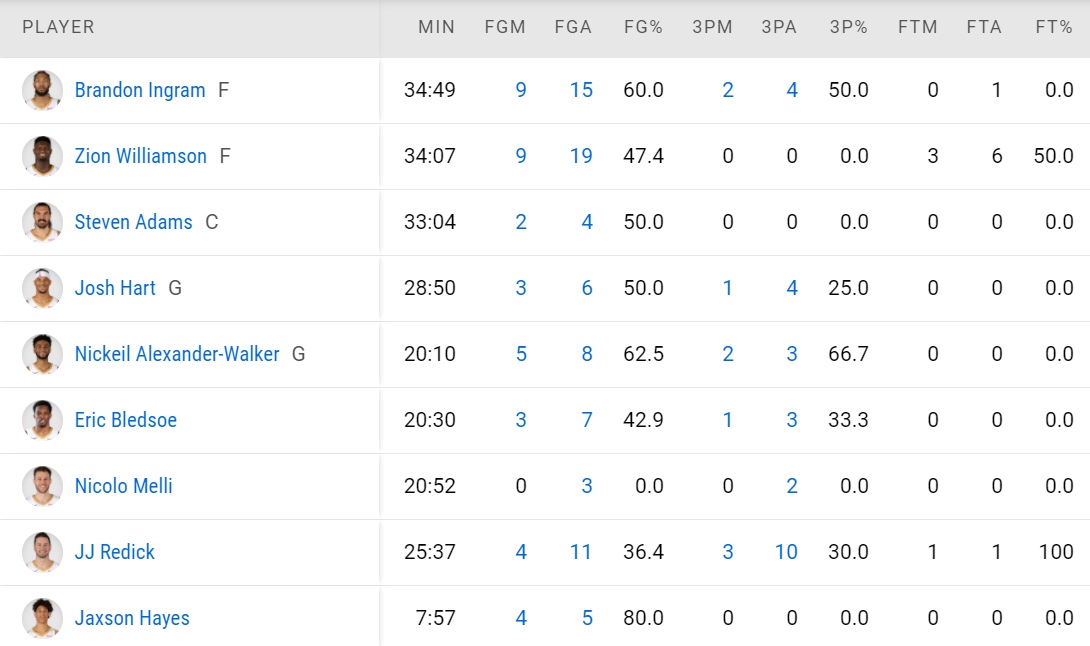 PLAYER MIN FGM FGA FG% 3PM 3PA 3P% FTM FTA FT%
Brandon Ingram F 34:49 9 15 60.0 2 4 50.0 0 1 0.0
Zion Williamson F 34:07 9 19 47.4 0 0 0.0 3 6 50.0
Steven Adams C 33:04 2 4 50.0 0 0 0.0 0 0 0.0
Josh Hart G 28:50 3 6 50.0 1 4 25.0 0 0 0.0
Nickeil Alexander-Walker G 20:10 5 8 62.5 2 3 66.7 0 0 0.0
Eric Bledsoe 20:30 3 7 42.9 1 3 33.3 0 0 0.0
Nicolo Melli 20:52 0 3 0.0 0 2 0.0 0 0 0.0
JJ Redick 25:37 4 11 36.4 3 10 30.0 1 1 100
Jaxson Hayes 7:57 4 5 80.0 0 0 0.0 0 0 0.0